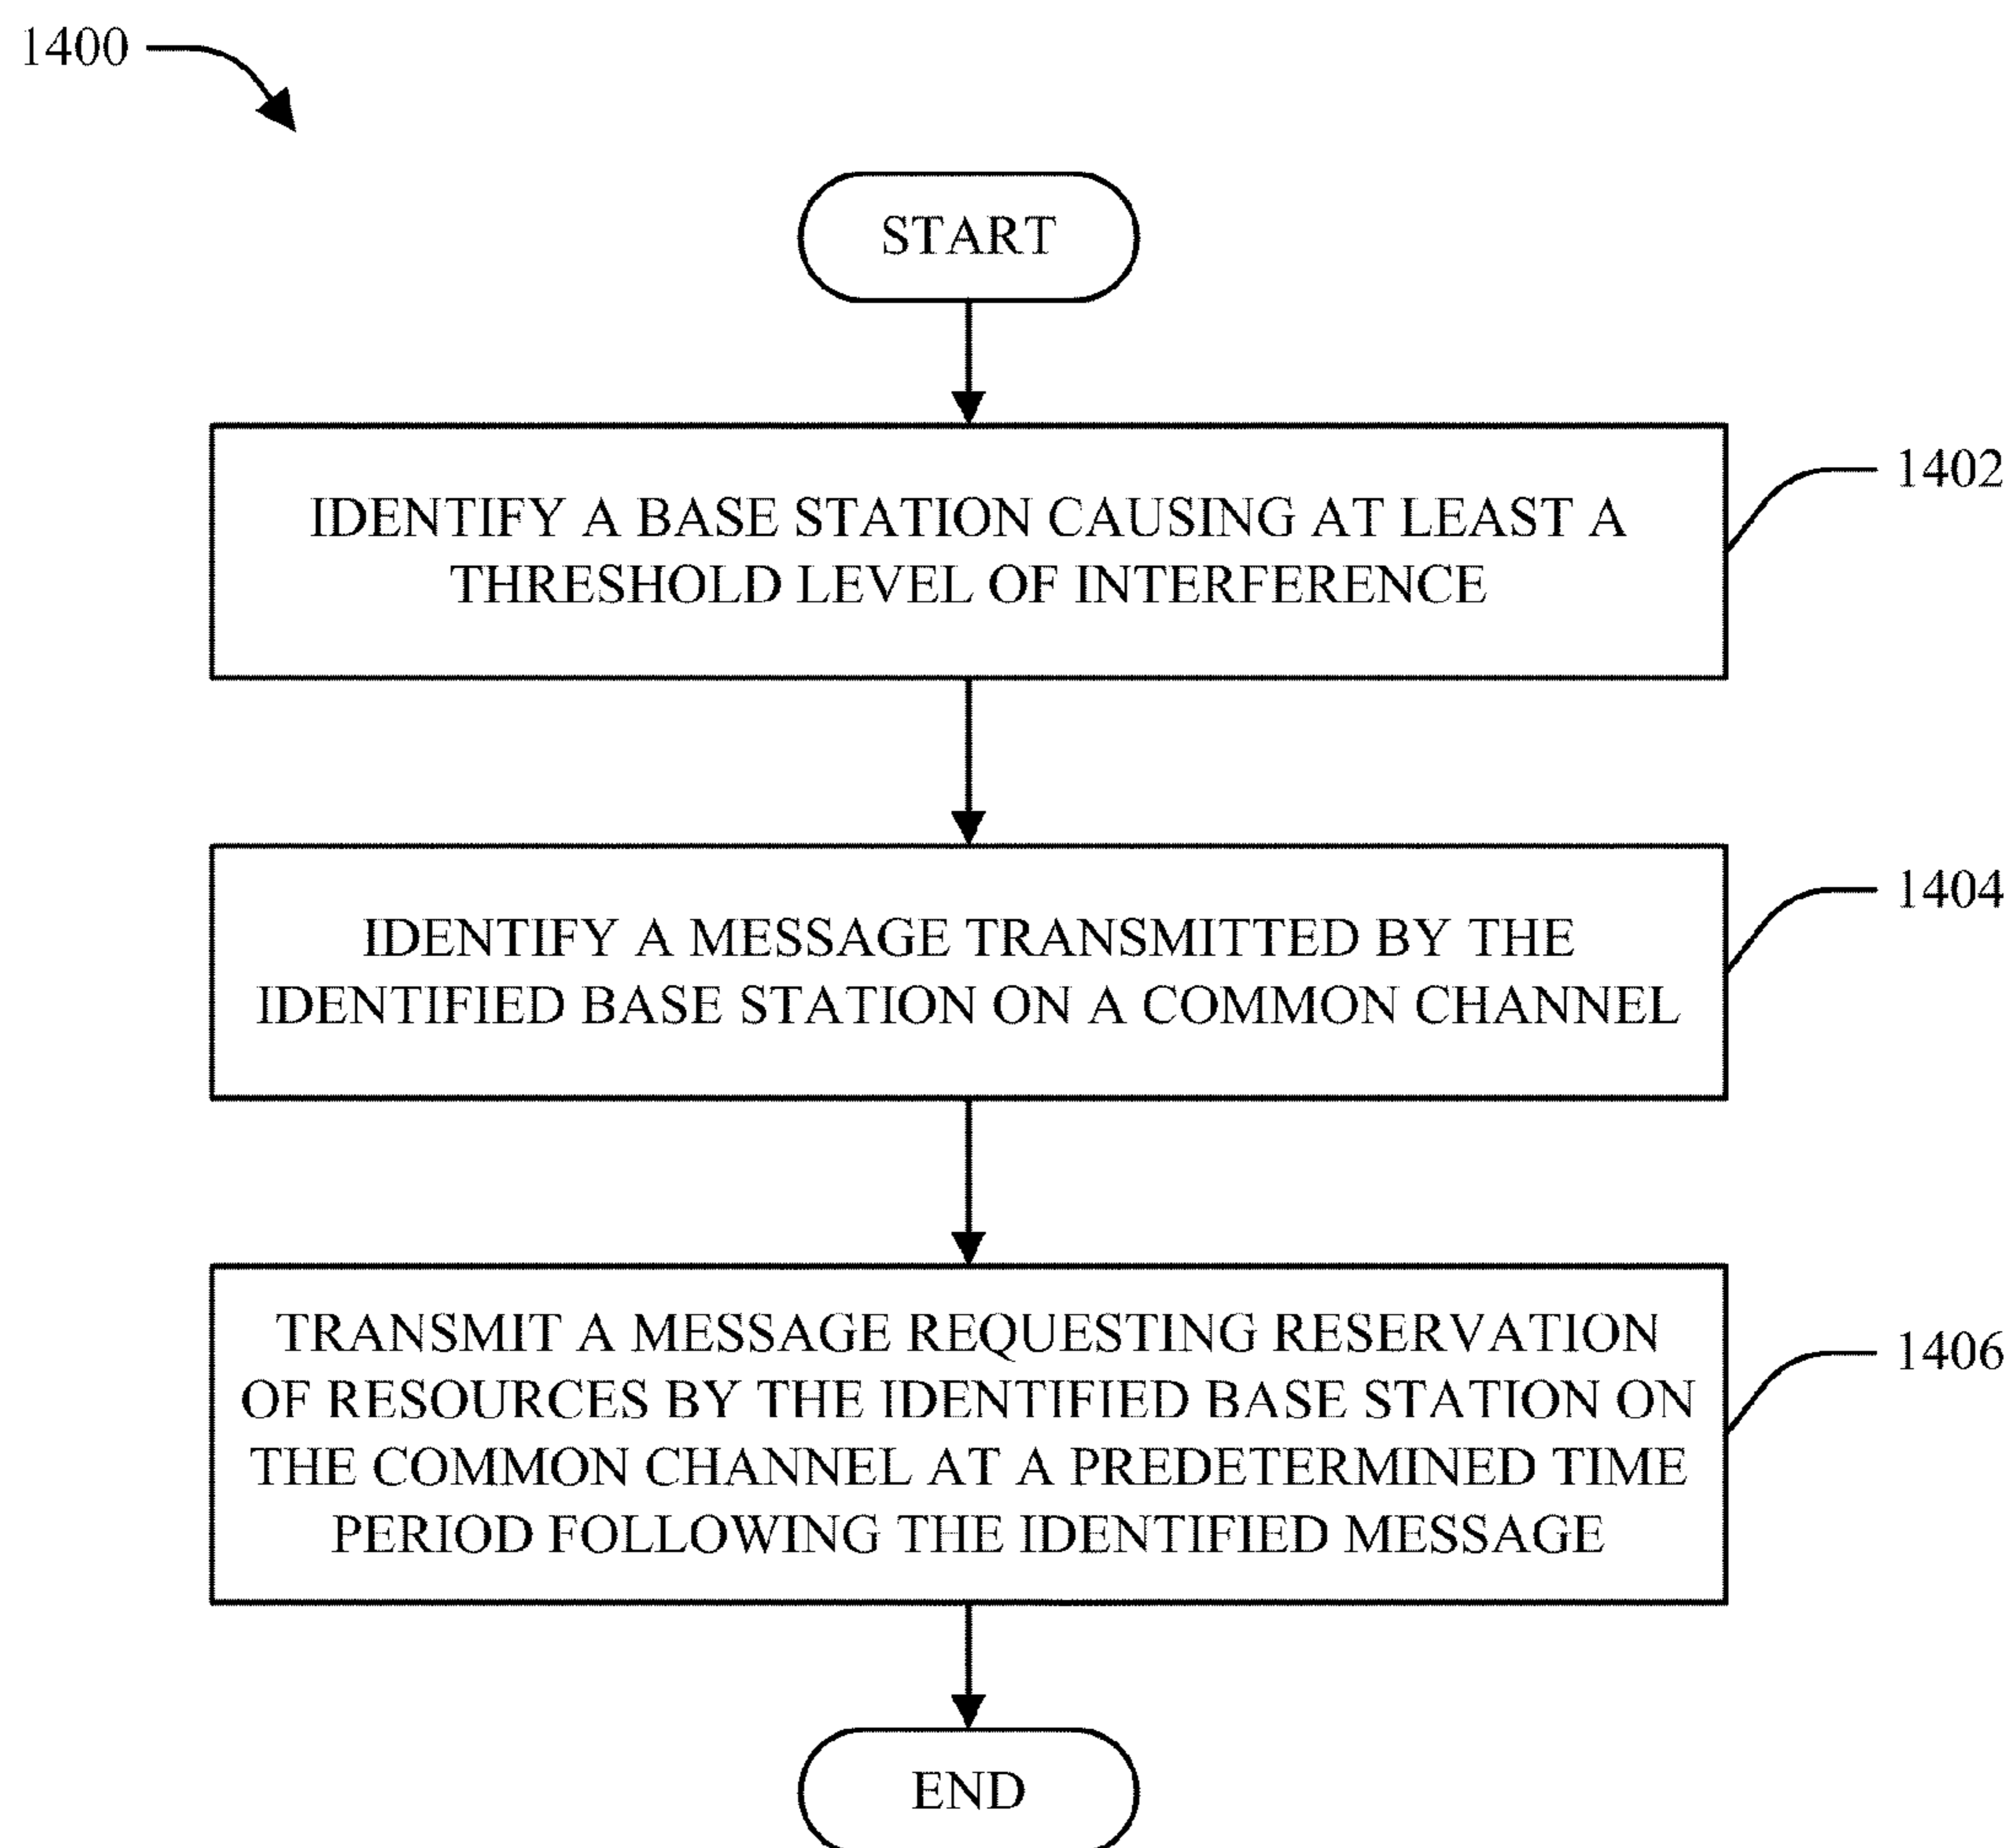 1400
START
IDENTIFY A BASE STATION CAUSING AT LEAST A
THRESHOLD LEVEL OF INTERFERENCE
1402
IDENTIFY A MESSAGE TRANSMITTED BY THE
IDENTIFIED BASE STATION ON A COMMON CHANNEL
1404
TRANSMIT A MESSAGE REQUESTING RESERVATION
OF RESOURCES BY THE IDENTIFIED BASE STATION ON
THE COMMON CHANNEL AT A PREDETERMINED TIME
PERIOD FOLLOWING THE IDENTIFIED MESSAGE
1406
END